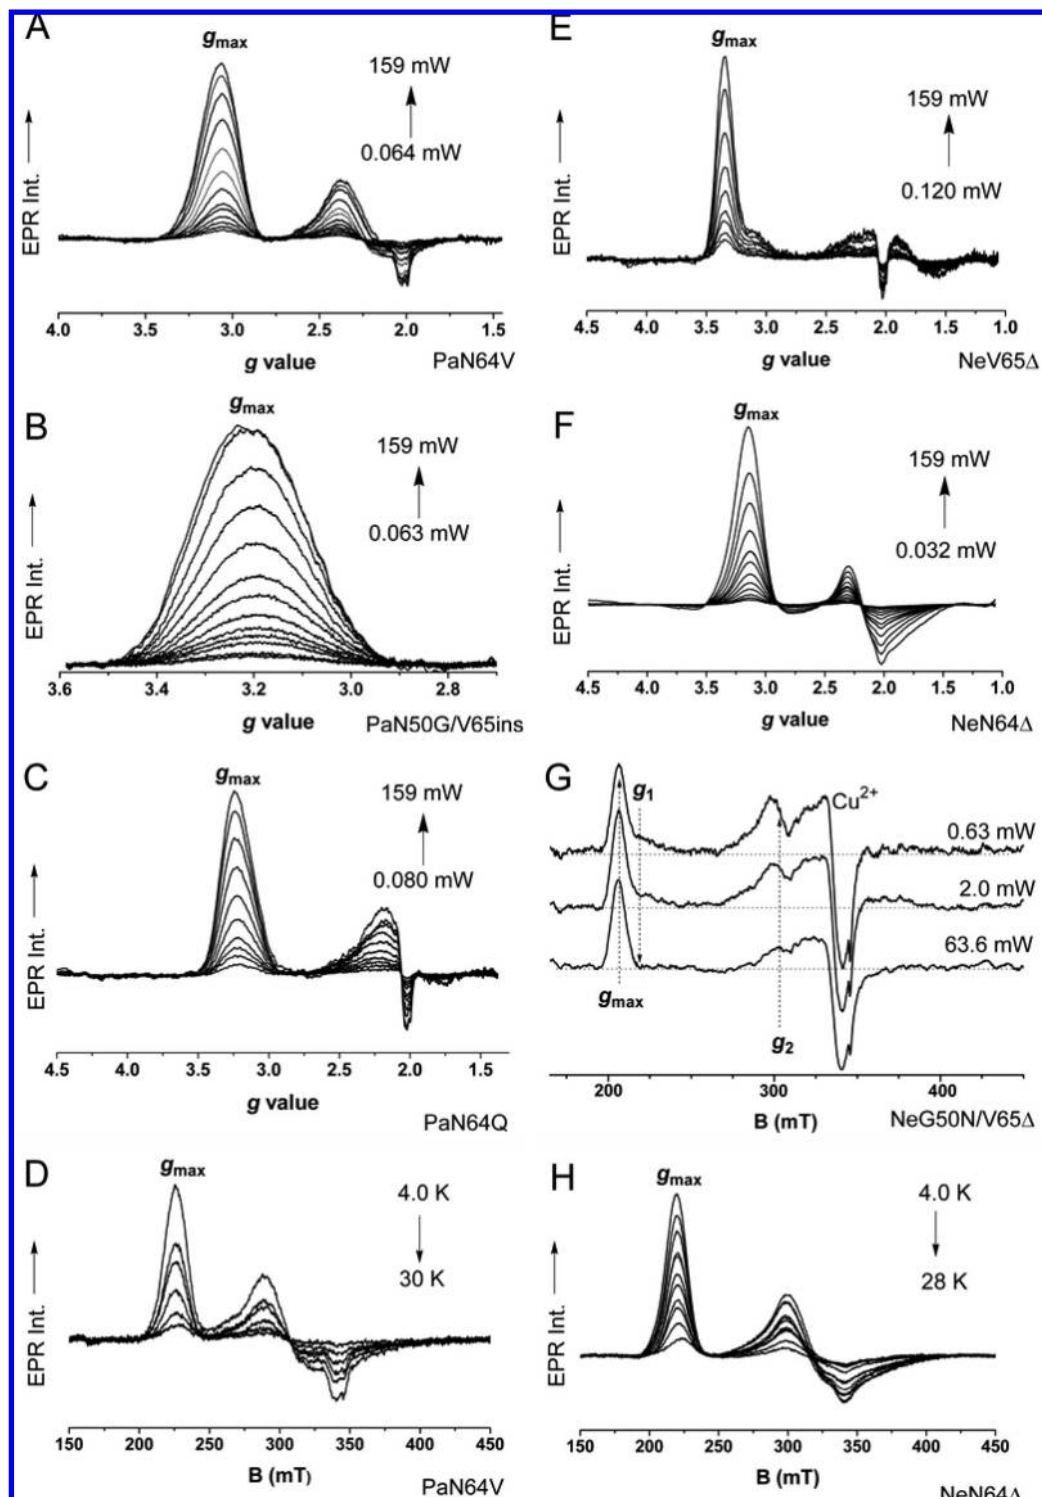 A
gmax
159 mW
0.064 mW
EPR Int.
4.0 3.5 3.0 2.5 2.0 1.5
g value
PaN64V
B
gmax
159 mW
0.063 mW
EPR Int.
3.6 3.4 3.2 3.0 2.8
g value
PaN50G/V65ins
C
gmax
159 mW
0.080 mW
EPR Int.
4.5 4.0 3.5 3.0 2.5 2.0 1.5
g value
PaN64Q
D
gmax
4.0 K
30 K
EPR Int.
150 200 250 300 350 400 450
B (mT)
PaN64V
E
gmax
159 mW
0.120 mW
EPR Int.
4.5 4.0 3.5 3.0 2.5 2.0 1.5 1.0
g value
NeV65Δ
F
gmax
159 mW
0.032 mW
EPR Int.
4.5 4.0 3.5 3.0 2.5 2.0 1.5 1.0
g value
NeN64Δ
G
g1
Cu2+
0.63 mW
2.0 mW
63.6 mW
gmax
g2
200 300 400
B (mT)
NeG50N/V65Δ
H
gmax
4.0 K
28 K
EPR Int.
150 200 250 300 350 400 450
B (mT)
NeN64Δ